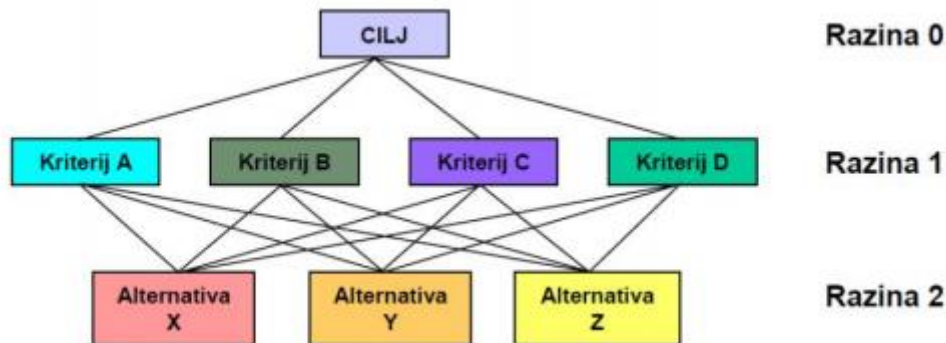 CILJ
Razina 0
Kriterij A
Kriterij B
Kriterij C
Kriterij D
Razina 1
Alternativa
X
Alternativa
Y
Alternativa
Z
Razina 2